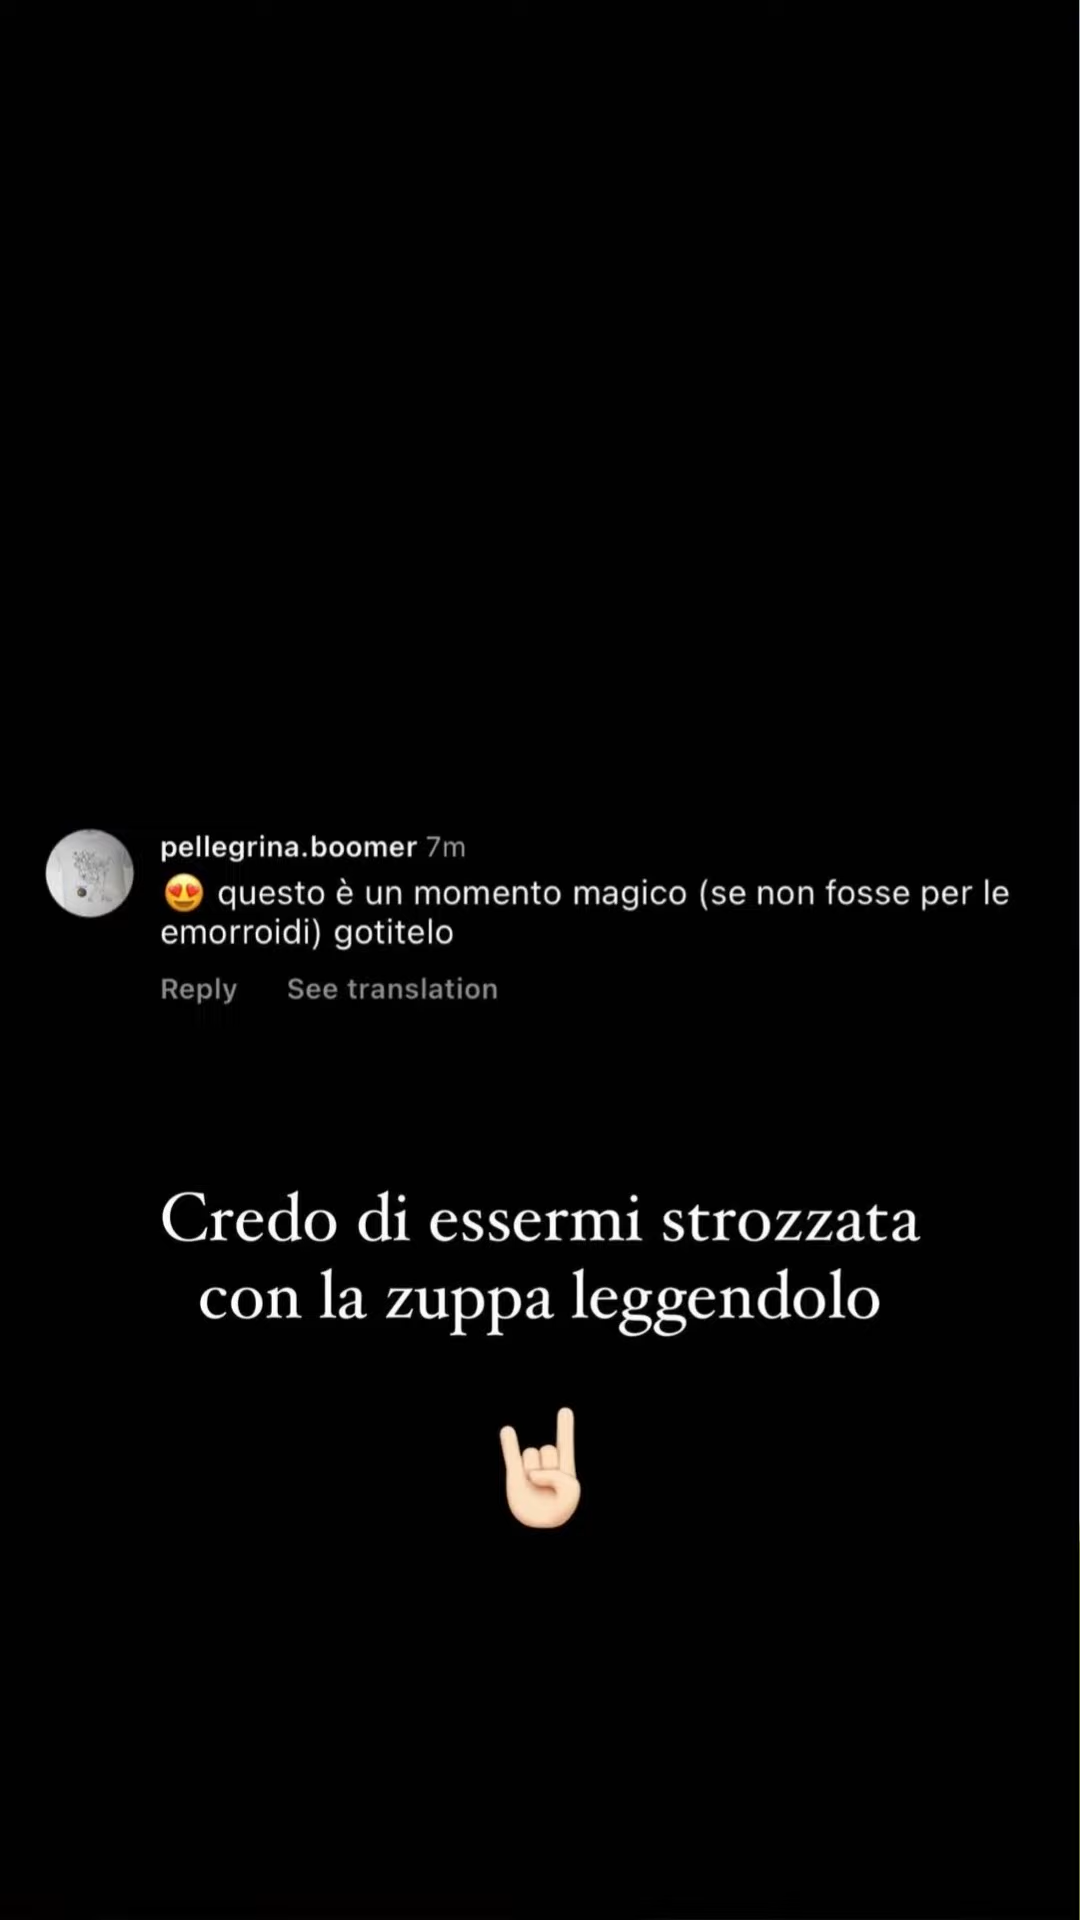 pellegrina.boomer 7m
😍 questo è un momento magico (se non fosse per le
emorroidi) gotitelo
Reply See translation
Credo di essermi strozzata
con la zuppa leggendolo
🤘🏻